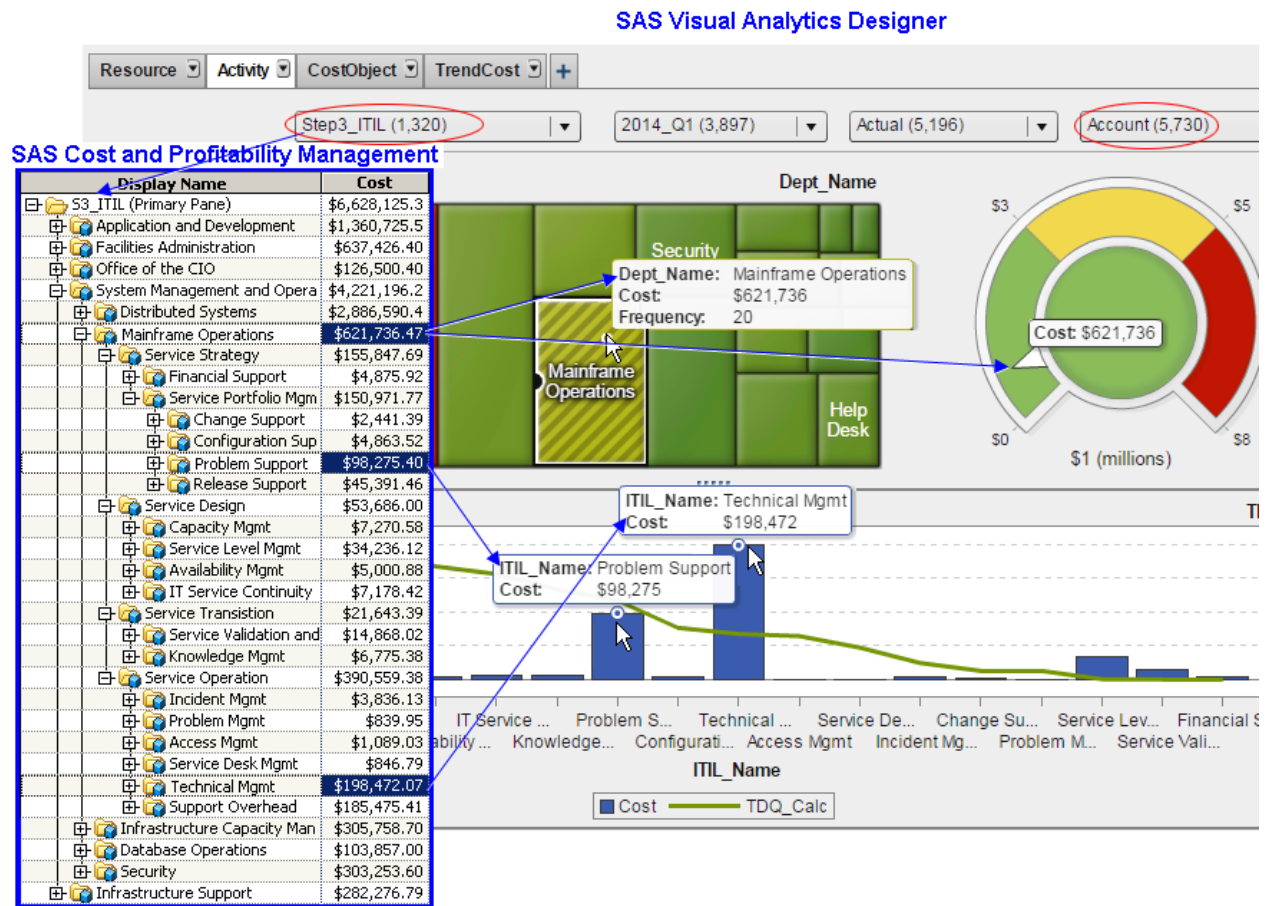 SAS Visual Analytics Designer
Resource Activity CostObject TrendCost +
Step3_ITIL (1,320) 2014_Q1 (3,897) Actual (5,196) Account (5,730)
SAS Cost and Profitability Management
Display Name Cost
S3_ITIL (Primary Pane) $6,628,125.3
Application and Development $1,360,725.5
Facilities Administration $637,426.40
Office of the CIO $126,500.40
System Management and Opera $4,221,196.2
Distributed Systems $2,886,590.4
Mainframe Operations $621,736.47
Service Strategy $155,847.69
Financial Support $4,875.92
Service Portfolio Mgm $150,971.77
Change Support $2,441.39
Configuration Sup $4,863.52
Problem Support $98,275.40
Release Support $45,391.46
Service Design $53,686.00
Capacity Mgmt $7,270.58
Service Level Mgmt $34,236.12
Availability Mgmt $5,000.88
IT Service Continuity $7,178.42
Service Transistion $21,643.39
Service Validation and $14,868.02
Knowledge Mgmt $6,775.38
Service Operation $390,559.38
Incident Mgmt $3,836.13
Problem Mgmt $839.95
Access Mgmt $1,089.03
Service Desk Mgmt $846.79
Technical Mgmt $198,472.07
Support Overhead $185,475.41
Infrastructure Capacity Man $305,758.70
Database Operations $103,857.00
Security $303,253.60
Infrastructure Support $282,276.79
Dept_Name
Security
Dept_Name: Mainframe Operations
Cost: $621,736
Frequency: 20
Mainframe
Operations
Help
Desk
$3 $5
Cost: $621,736
$0 $8
$1 (millions)
ITIL_Name: Technical Mgmt
Cost: $198,472
ITIL_Name: Problem Support
Cost: $98,275
IT Service ... Problem S... Technical ... Service De... Change Su... Service Lev... Financial S
ability ... Knowledge... Configurati... Access Mgmt Incident Mg... Problem M... Service Vali...
ITIL_Name
Cost TDQ_Calc